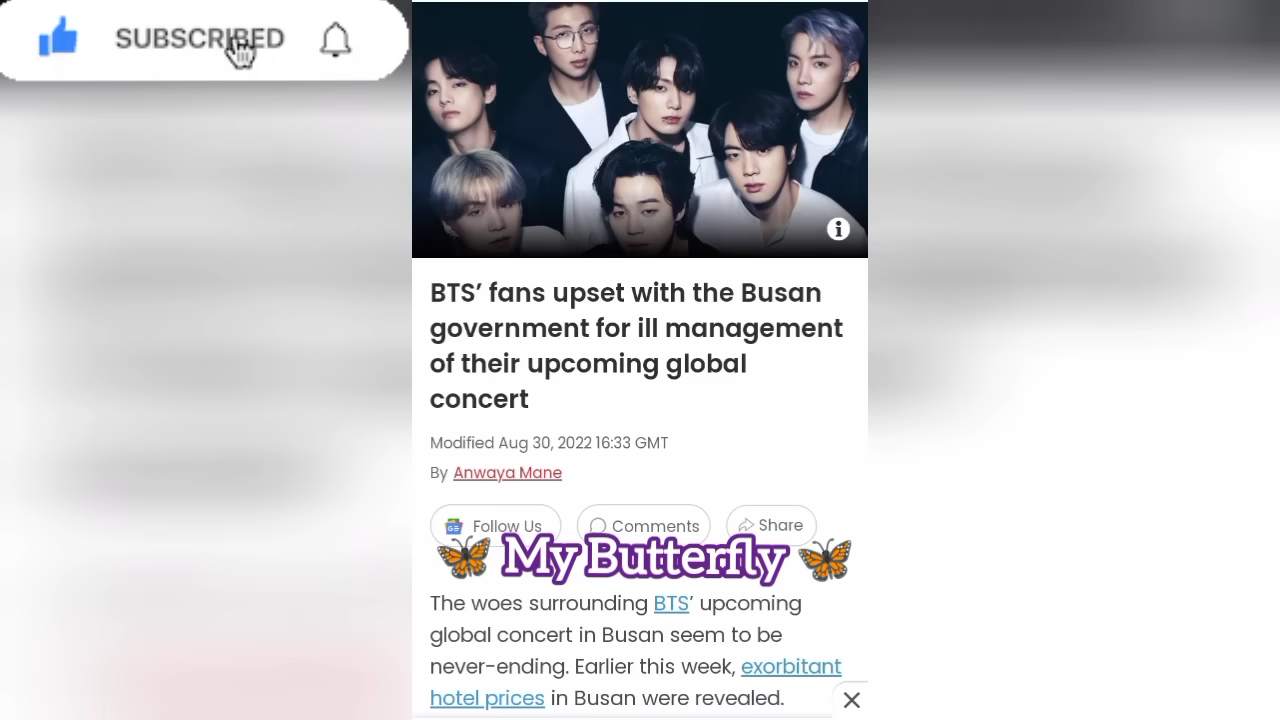 SUBSCRIBED
BTS’ fans upset with the Busan
government for ill management
of their upcoming global
concert
Modified Aug 30, 2022 16:33 GMT
By Anwaya Mane
Follow Us
Comments
Share
My Butterfly
The woes surrounding BTS’ upcoming
global concert in Busan seem to be
never-ending. Earlier this week, exorbitant
hotel prices in Busan were revealed.